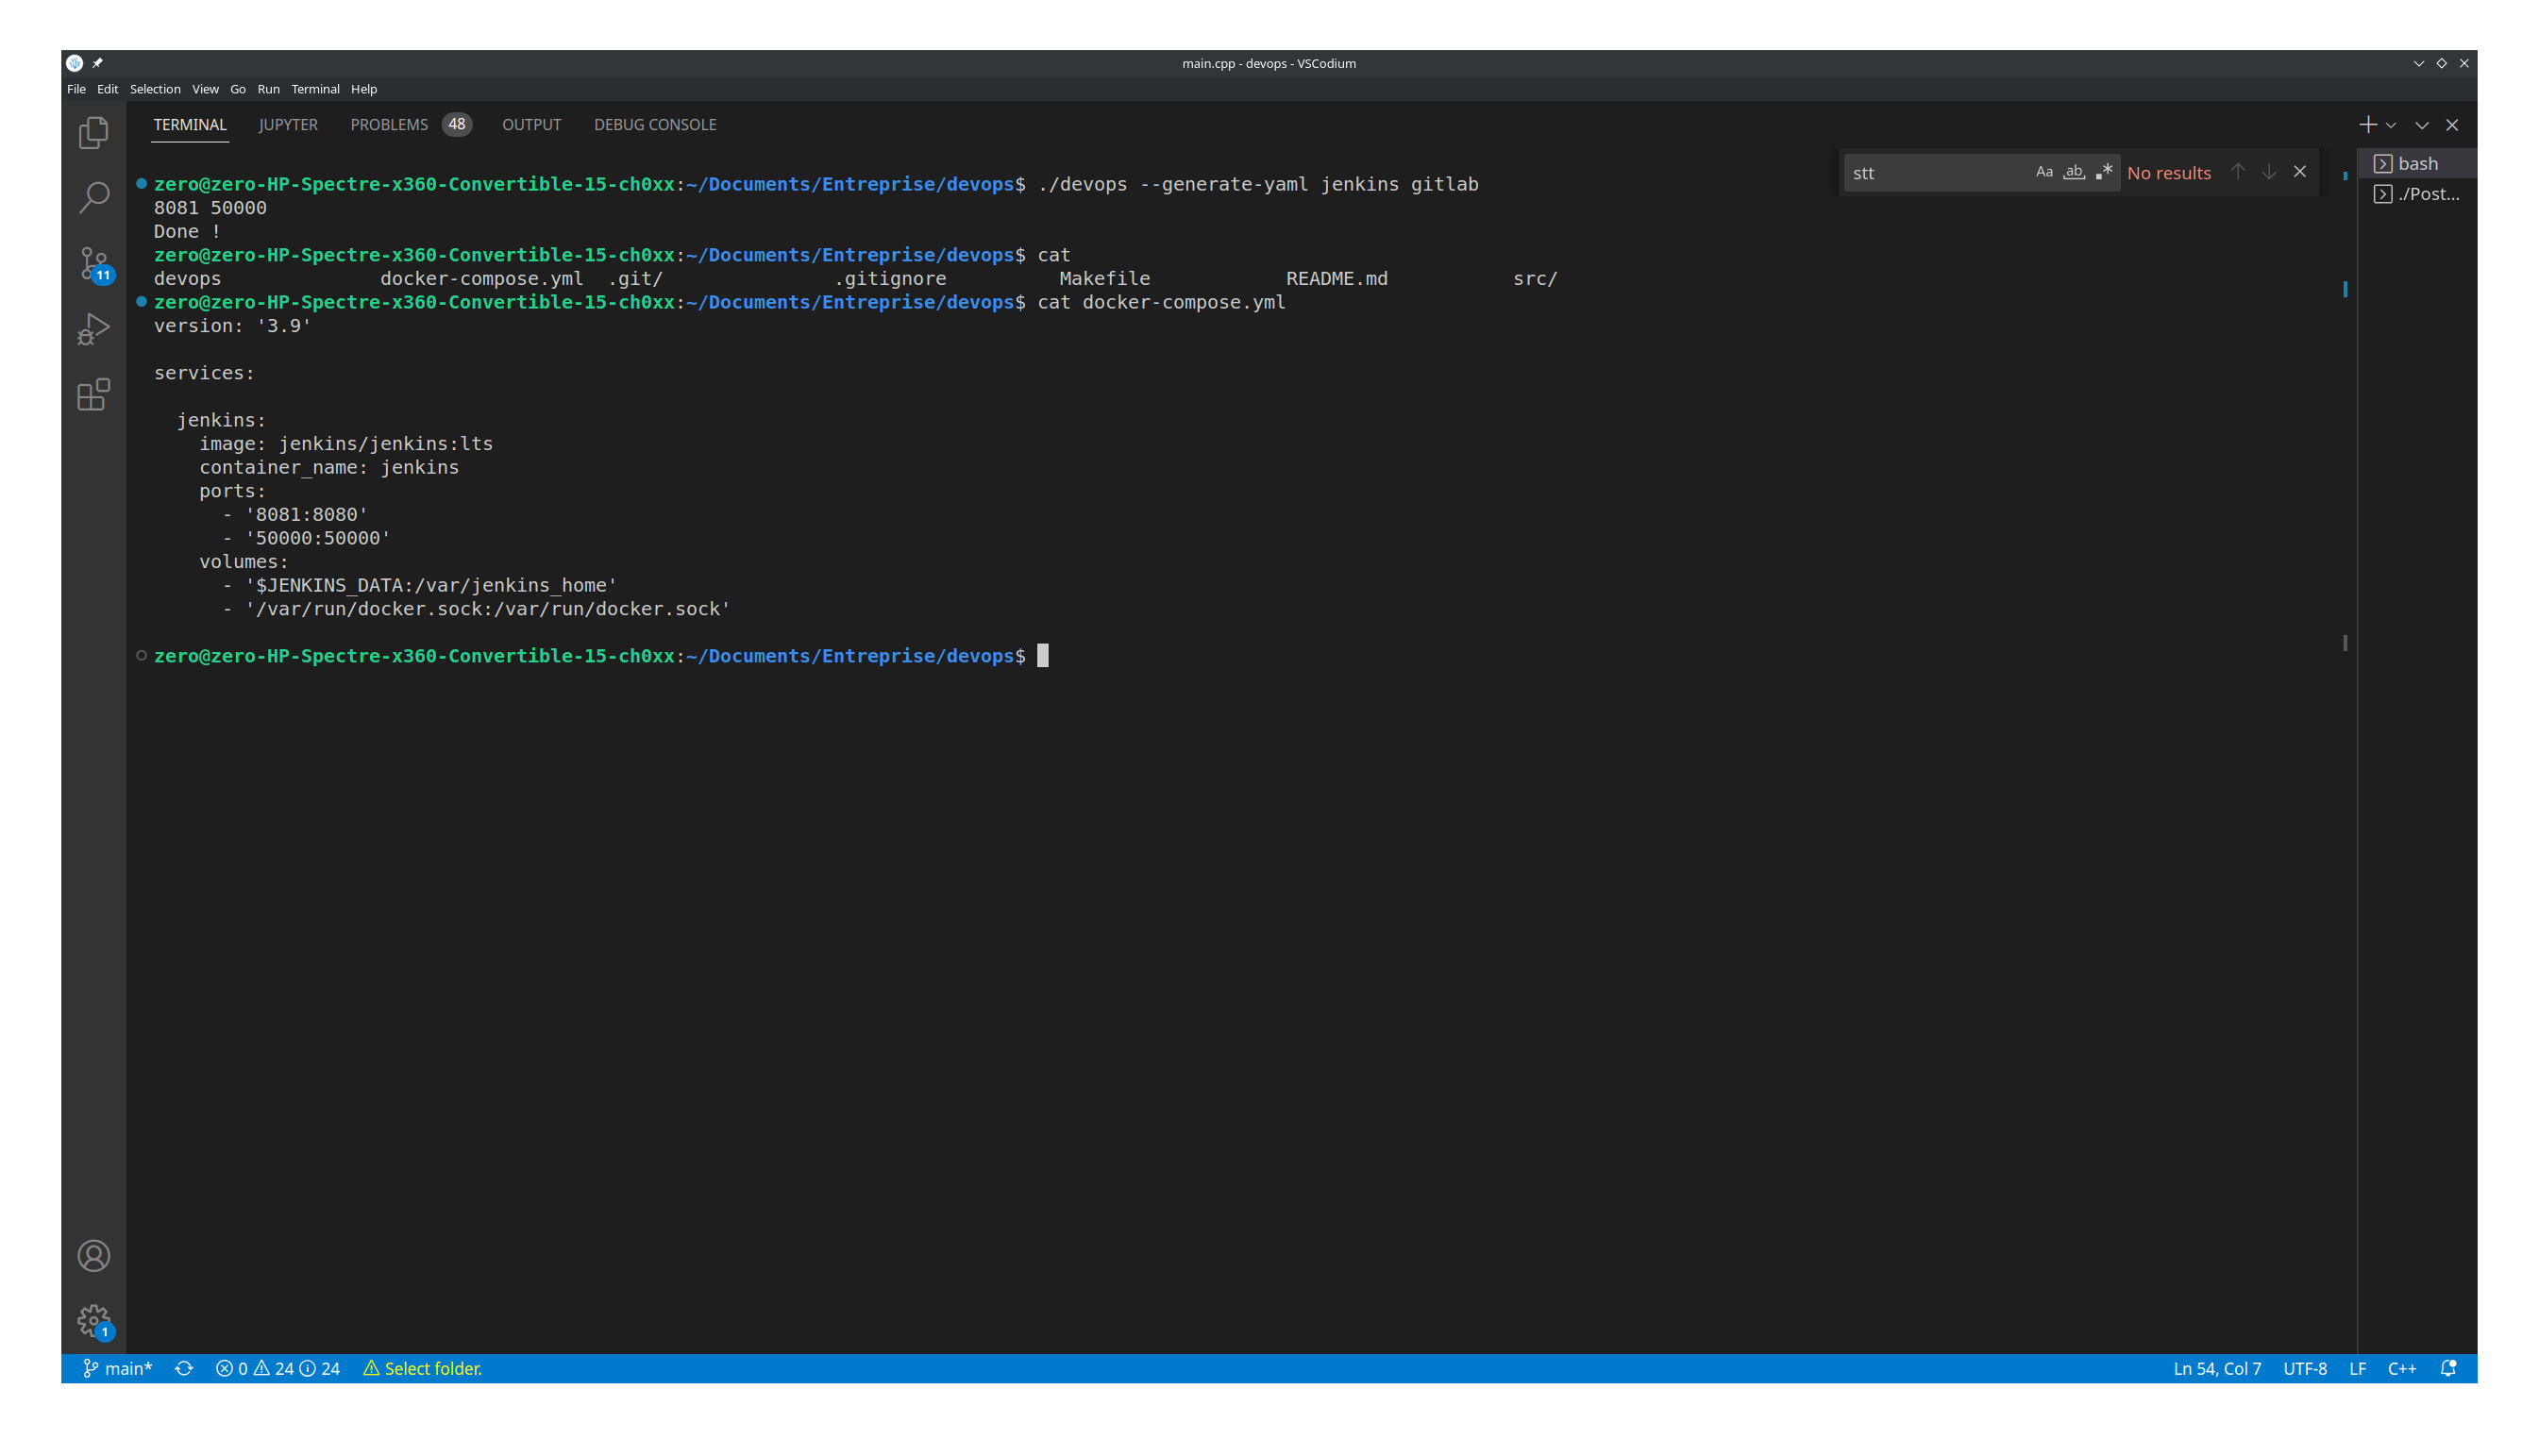 main.cpp - devops - VSCodium
File Edit Selection View Go Run Terminal Help
TERMINAL JUPYTER PROBLEMS 48 OUTPUT DEBUG CONSOLE
stt Aa ab No results
bash
./Post...
zero@zero-HP-Spectre-x360-Convertible-15-ch0xx:~/Documents/Entreprise/devops$ ./devops --generate-yaml jenkins gitlab
8081 50000
Done !
zero@zero-HP-Spectre-x360-Convertible-15-ch0xx:~/Documents/Entreprise/devops$ cat
devops docker-compose.yml .git/ .gitignore Makefile README.md src/
zero@zero-HP-Spectre-x360-Convertible-15-ch0xx:~/Documents/Entreprise/devops$ cat docker-compose.yml
version: '3.9'
services:
jenkins:
image: jenkins/jenkins:lts
container_name: jenkins
ports:
- '8081:8080'
- '50000:50000'
volumes:
- '$JENKINS_DATA:/var/jenkins_home'
- '/var/run/docker.sock:/var/run/docker.sock'
zero@zero-HP-Spectre-x360-Convertible-15-ch0xx:~/Documents/Entreprise/devops$
11
1
main* 0 24 24 Select folder. Ln 54, Col 7 UTF-8 LF C++